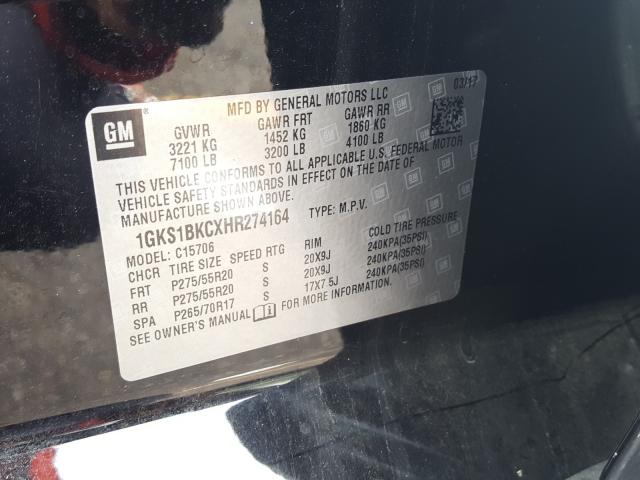 03/17
MFD BY GENERAL MOTORS LLC
GM
GVWR GAWR FRT GAWR RR
3221 KG 1452 KG 1860 KG
7100 LB 3200 LB 4100 LB
THIS VEHICLE CONFORMS TO ALL APPLICABLE U.S. FEDERAL MOTOR
VEHICLE SAFETY STANDARDS IN EFFECT ON THE DATE OF
MANUFACTURE SHOWN ABOVE.
1GKS1BKCXHR274164 TYPE: M.P.V.
MODEL: C15706
CHCR TIRE SIZE SPEED RTG RIM COLD TIRE PRESSURE
FRT P275/55R20 S 20X9J 240KPA(35PSI)
RR P275/55R20 S 20X9J 240KPA(35PSI)
SPA P265/70R17 S 17X7.5J 240KPA(35PSI)
SEE OWNER'S MANUAL FOR MORE INFORMATION.